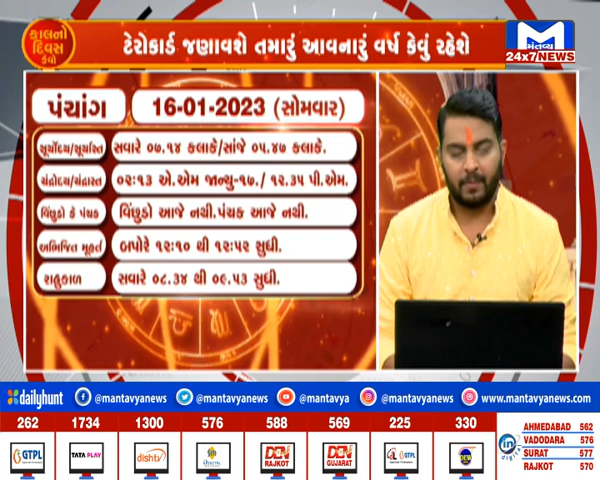 કાલનો
દિવસ
કેવો
ટેરોકાર્ડ જણાવશે તમારું આવનારું વર્ષ કેવું રહેશે
મંતવ્ય
24x7NEWS
પંચાંગ 16-01-2023 (સોમવાર)
સૂર્યોદય/સૂર્યાસ્ત સવારે ૦૭.૧૪ કલાકે/સાંજે ૦૫.૪૭ કલાકે.
ચંદ્રોદય/ચંદ્રાસ્ત ૦૨:૧૩ એ.એમ જાન્યુ-૧૭./ ૧૨.૩૫ પી.એમ.
વિંછુડો કે પંચક વિંછુડો આજે નથી.પંચક આજે નથી.
અભિજિત મૂહર્ત બપોરે ૧૨:૧૦ થી ૧૨:૫૨ સુધી.
રાહુકાળ સવારે ૦૮.૩૪ થી ૦૯.૫૩ સુધી.
dailyhunt @mantavyanews @mantavyanews @mantavyanews @mantavyanews www.mantavyanews.com
262 1734 1300 576 588 569 225 330
GTPL TATA PLAY dishtv DEN RAJKOT DEN GUJARAT GTPL DEN
in digital
AHMEDABAD 562
VADODARA 576
SURAT 577
RAJKOT 570